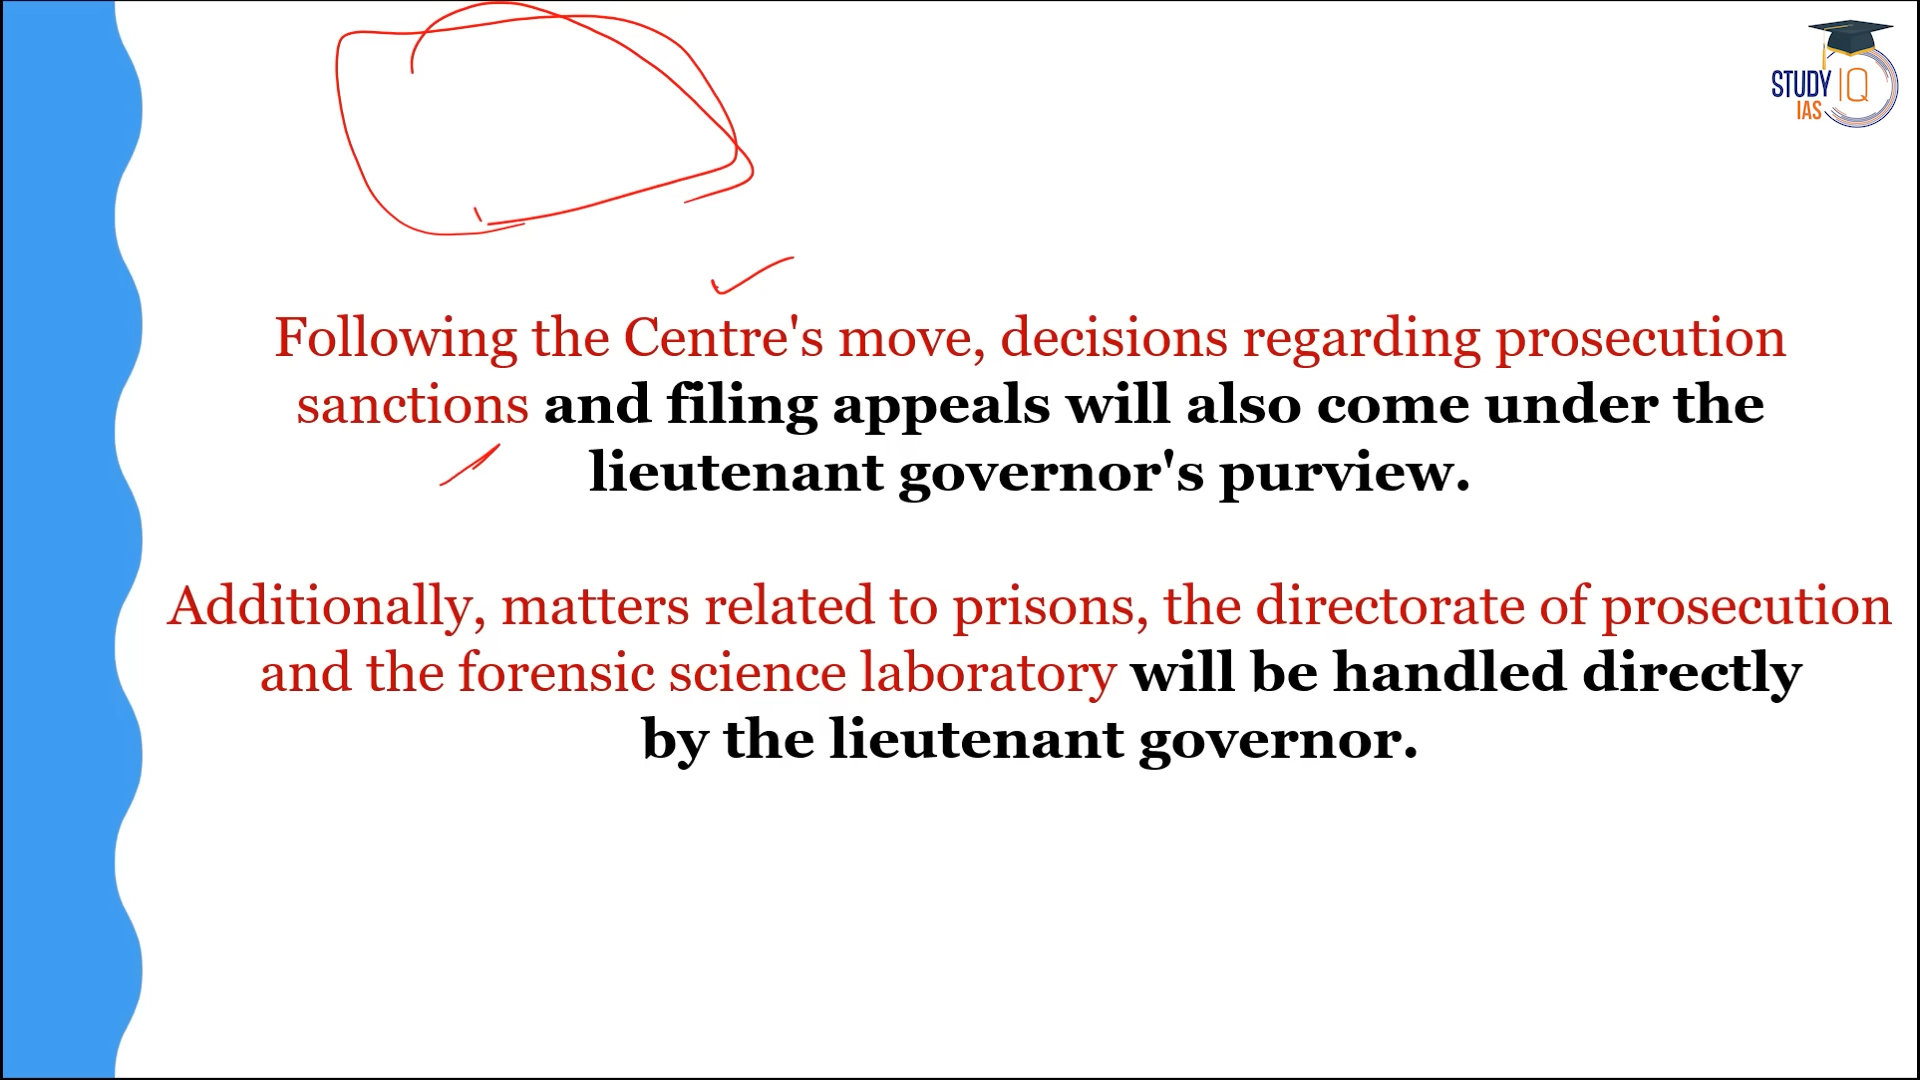 STUDY IQ
IAS
Following the Centre's move, decisions regarding prosecution
sanctions and filing appeals will also come under the
lieutenant governor's purview.
Additionally, matters related to prisons, the directorate of prosecution
and the forensic science laboratory will be handled directly
by the lieutenant governor.